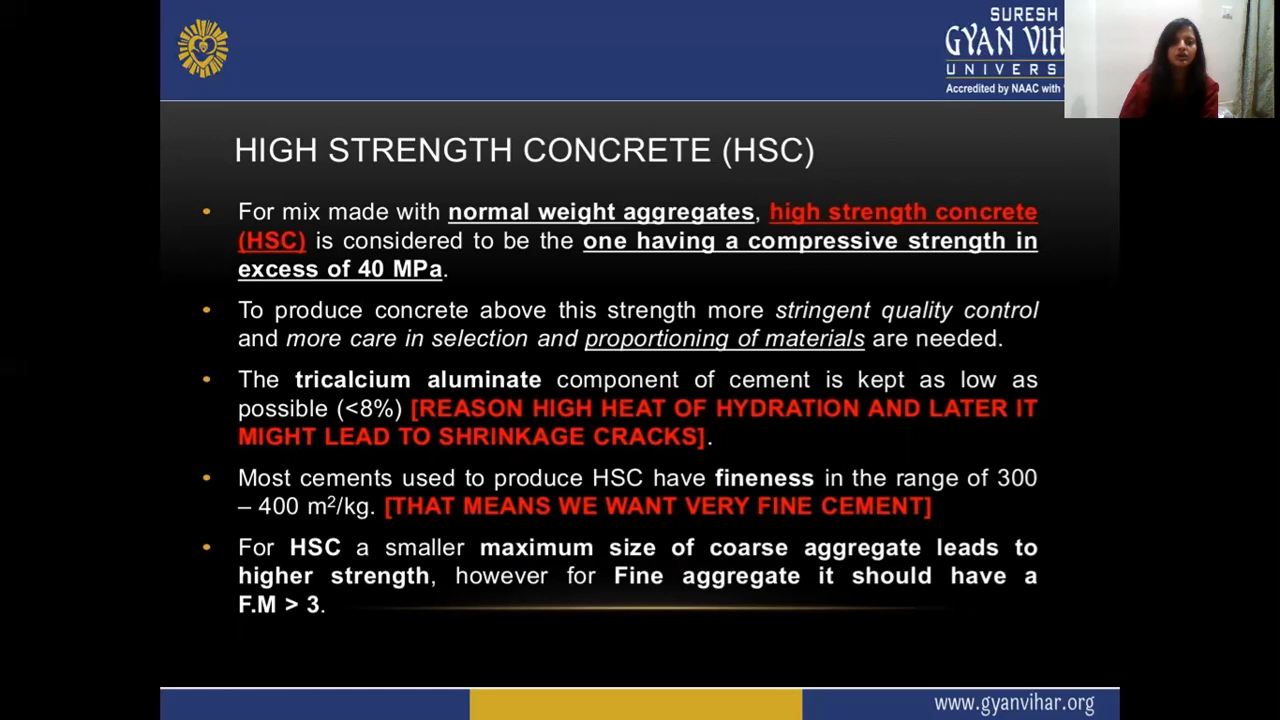 SURESH
GYAN VIH
UNIVERS
Accredited by NAAC with
HIGH STRENGTH CONCRETE (HSC)
• For mix made with normal weight aggregates, high strength concrete
(HSC) is considered to be the one having a compressive strength in
excess of 40 MPa.
• To produce concrete above this strength more stringent quality control
and more care in selection and proportioning of materials are needed.
• The tricalcium aluminate component of cement is kept as low as
possible (<8%) [REASON HIGH HEAT OF HYDRATION AND LATER IT
MIGHT LEAD TO SHRINKAGE CRACKS].
• Most cements used to produce HSC have fineness in the range of 300
– 400 m²/kg. [THAT MEANS WE WANT VERY FINE CEMENT]
• For HSC a smaller maximum size of coarse aggregate leads to
higher strength, however for Fine aggregate it should have a
F.M > 3.
www.gyanvihar.org